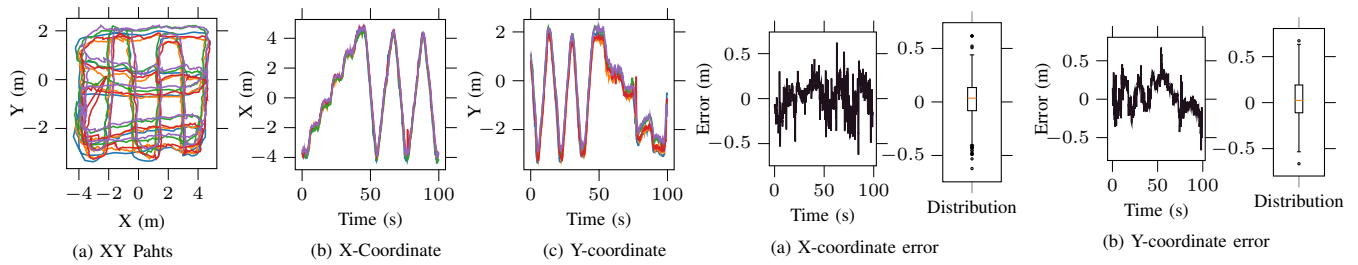 2
0
−2
Y (m)
−4 −2 0 2 4
X (m)
(a) XY Pahts
4
2
0
−2
−4
X (m)
0 50 100
Time (s)
(b) X-Coordinate
2
0
−2
Y (m)
0 50 100
Time (s)
(c) Y-coordinate
0.5
0
−0.5
Error (m)
0 50 100
Time (s)
0.5
0
−0.5
Distribution
(a) X-coordinate error
0.5
0
−0.5
Error (m)
0 50 100
Time (s)
0.5
0
−0.5
Distribution
(b) Y-coordinate error